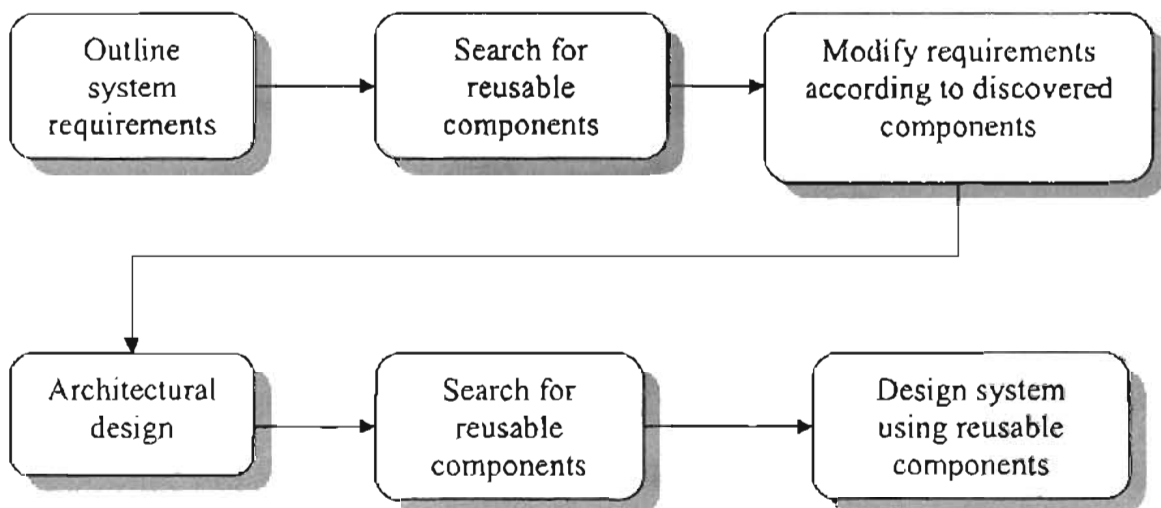 Outline
system
requirements
Search for
reusable
components
Modify requirements
according to discovered
components
Architectural
design
Search for
reusable
components
Design system
using reusable
components